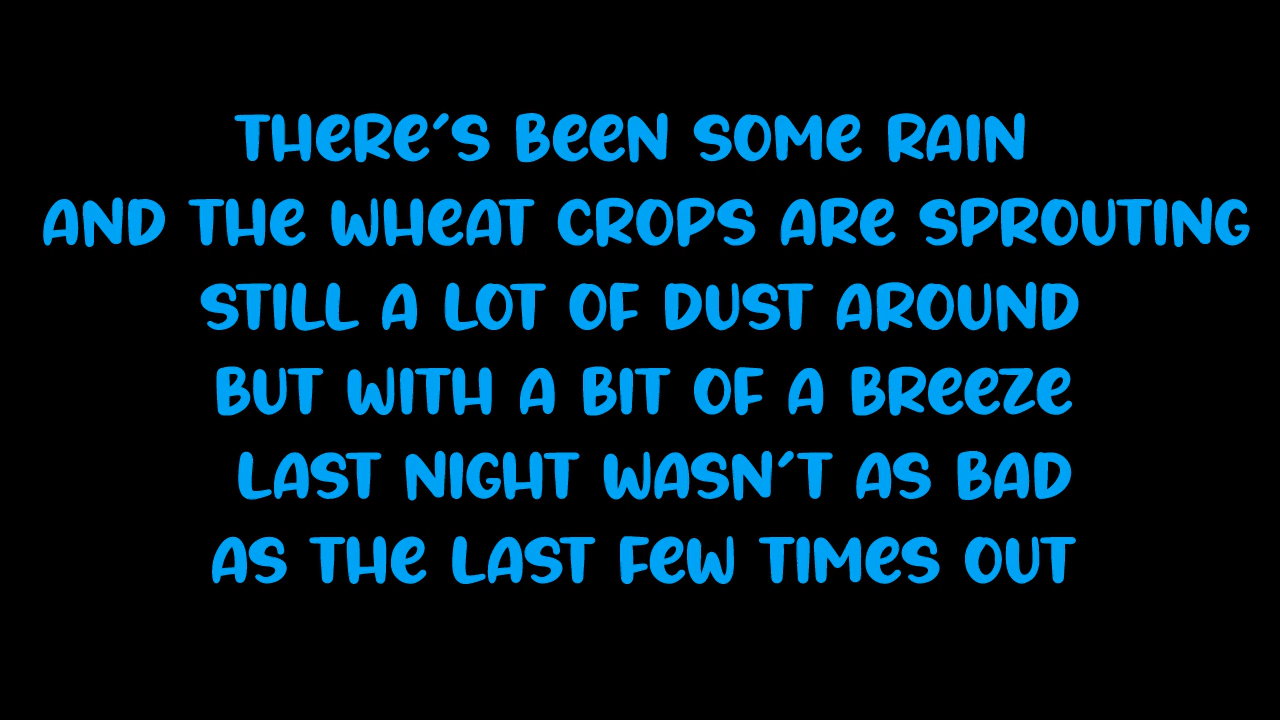 THERE'S BEEN SOME RAIN
AND THE WHEAT CROPS ARE SPROUTING
STILL A LOT OF DUST AROUND
BUT WITH A BIT OF A BREEZE
LAST NIGHT WASN'T AS BAD
AS THE LAST FEW TIMES OUT